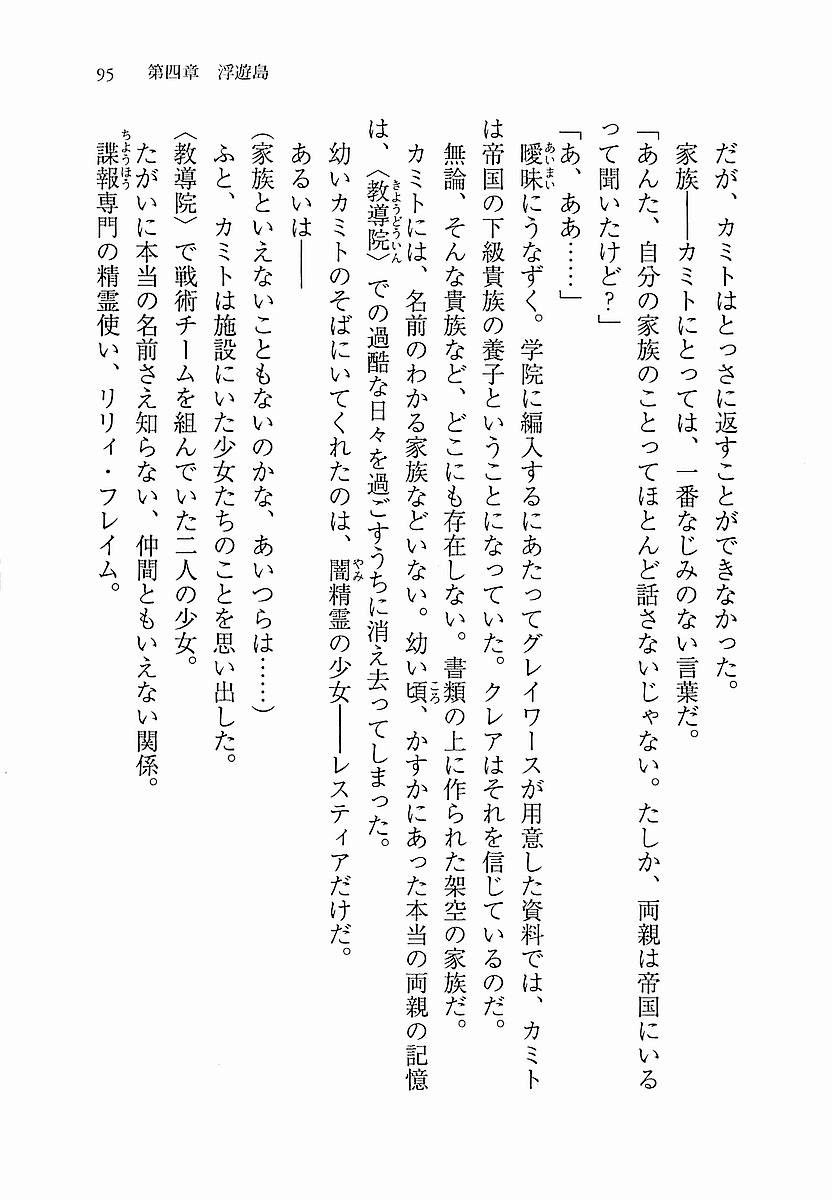 95　第四章　浮遊島
だが、カミトはとっさに返すことができなかった。
家族――カミトにとっては、一番なじみのない言葉だ。
「あんた、自分の家族のことってほとんど話さないじゃない。たしか、両親は帝国にいる
って聞いたけど？」
「あ、ああ……」
曖昧にうなずく。学院に編入するにあたってグレイワースが用意した資料では、カミト
は帝国の下級貴族の養子ということになっていた。クレアはそれを信じているのだ。
無論、そんな貴族など、どこにも存在しない。書類の上に作られた架空の家族だ。
カミトには、名前のわかる家族などいない。幼い頃、かすかにあった本当の両親の記憶
は、〈教導院〉での過酷な日々を過ごすうちに消え去ってしまった。
幼いカミトのそばにいてくれたのは、闇精霊の少女――レスティアだけだ。
あるいは――
（家族といえないこともないのかな、あいつらは……）
ふと、カミトは施設にいた少女たちのことを思い出した。
〈教導院〉で戦術チームを組んでいた二人の少女。
たがいに本当の名前さえ知らない、仲間ともいえない関係。
諜報専門の精霊使い、リリィ・フレイム。
あいまい
きょうどういん
ころ
やみ
ちょうほう